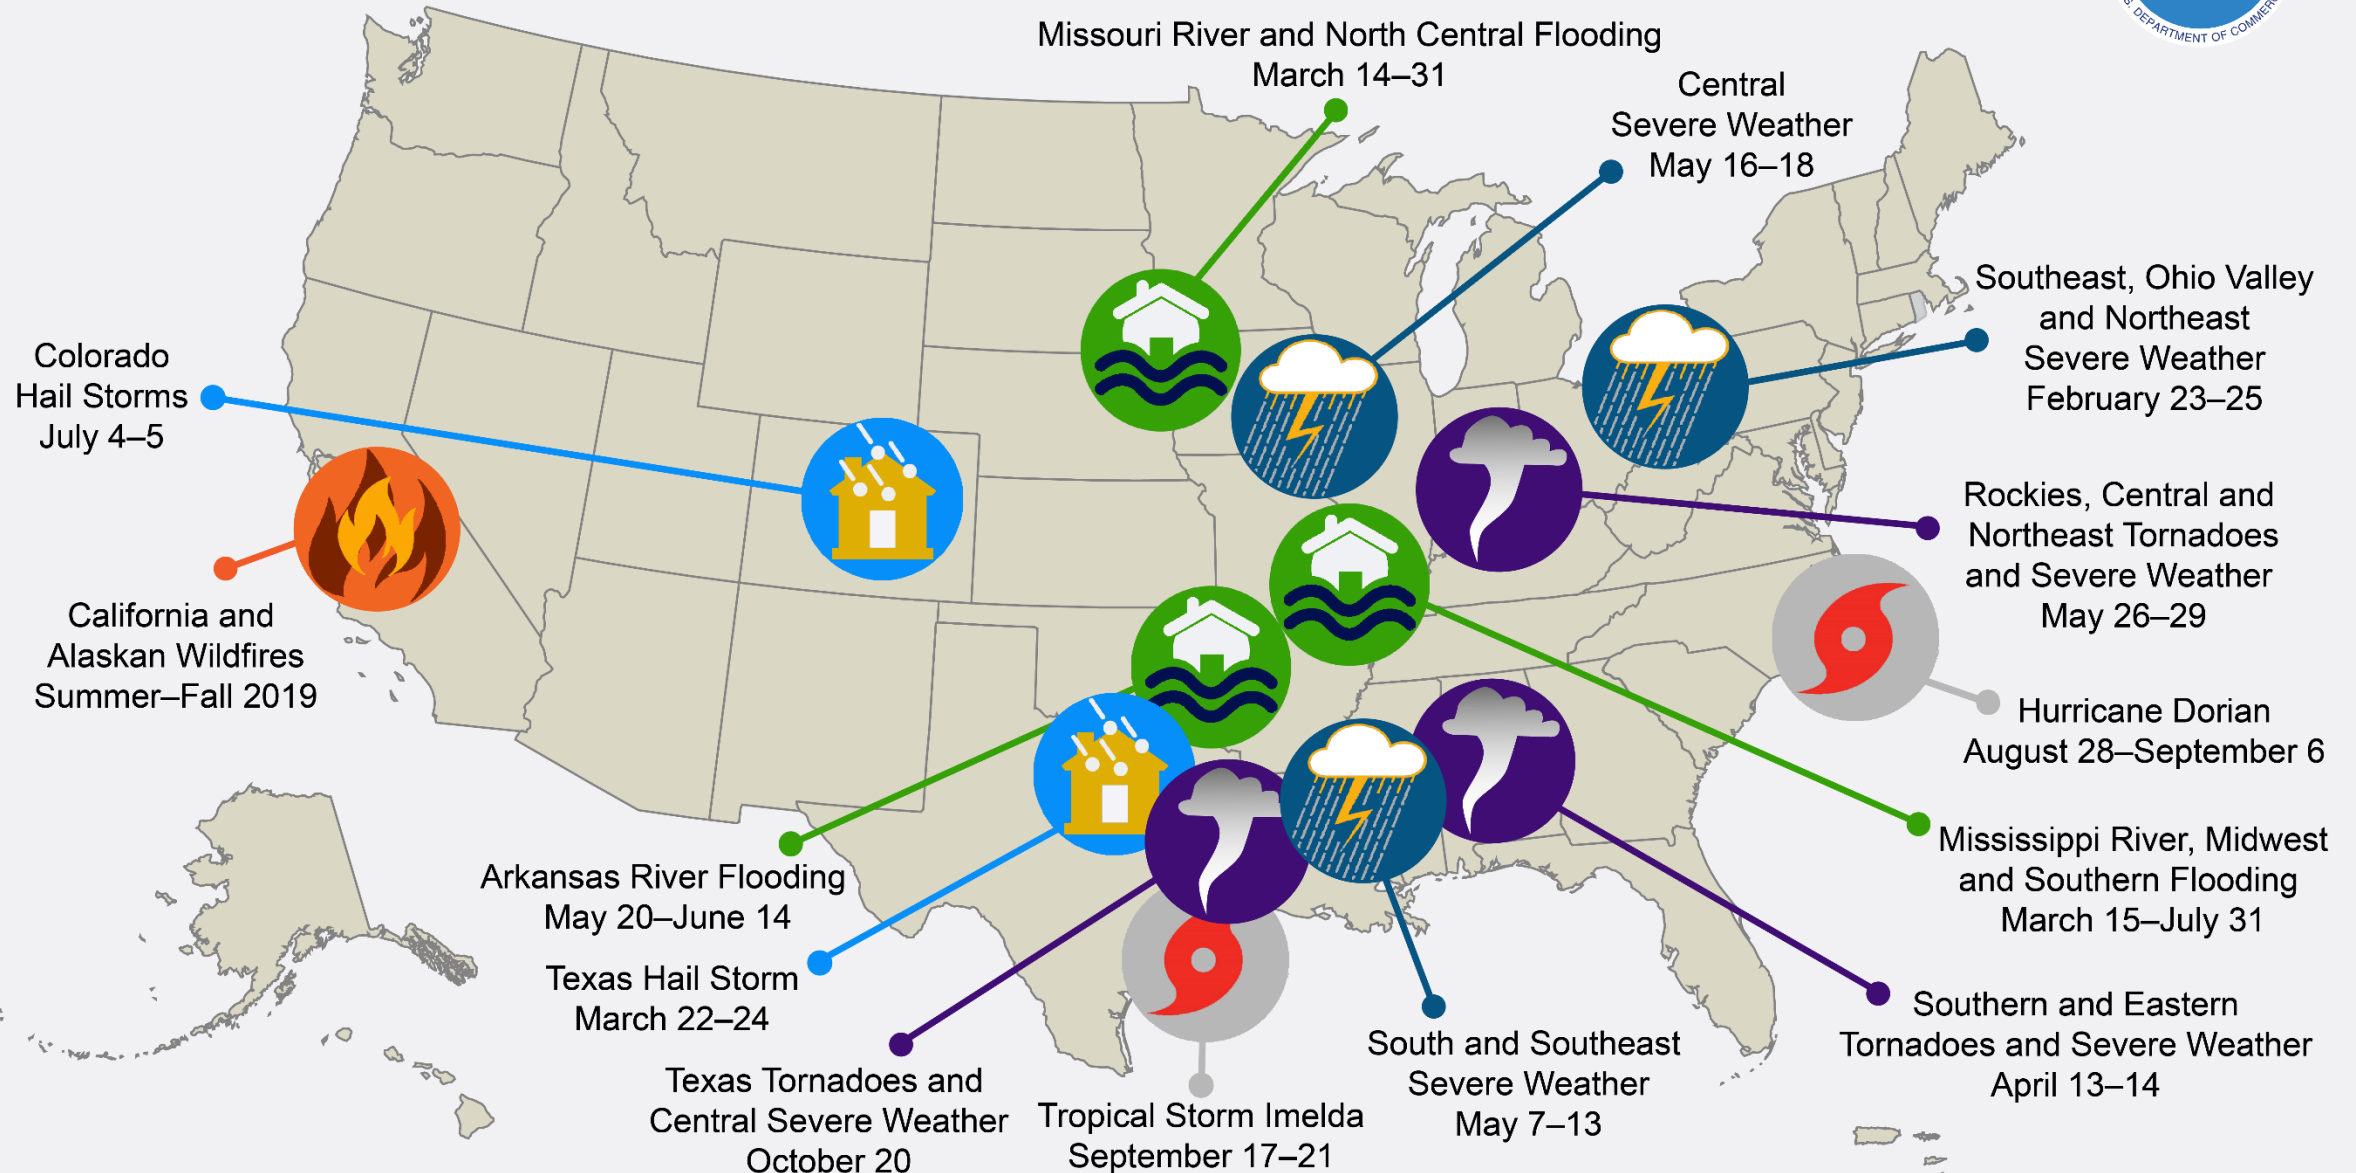 Missouri River and North Central Flooding
March 14–31
Central
Severe Weather
May 16–18
Southeast, Ohio Valley
and Northeast
Severe Weather
February 23–25
Colorado
Hail Storms
July 4–5
Rockies, Central and
Northeast Tornadoes
and Severe Weather
May 26–29
California and
Alaskan Wildfires
Summer–Fall 2019
Hurricane Dorian
August 28–September 6
Mississippi River, Midwest
and Southern Flooding
March 15–July 31
Arkansas River Flooding
May 20–June 14
Texas Hail Storm
March 22–24
Southern and Eastern
Tornadoes and Severe Weather
April 13–14
South and Southeast
Severe Weather
May 7–13
Texas Tornadoes and
Central Severe Weather
October 20
Tropical Storm Imelda
September 17–21
DEPARTMENT OF